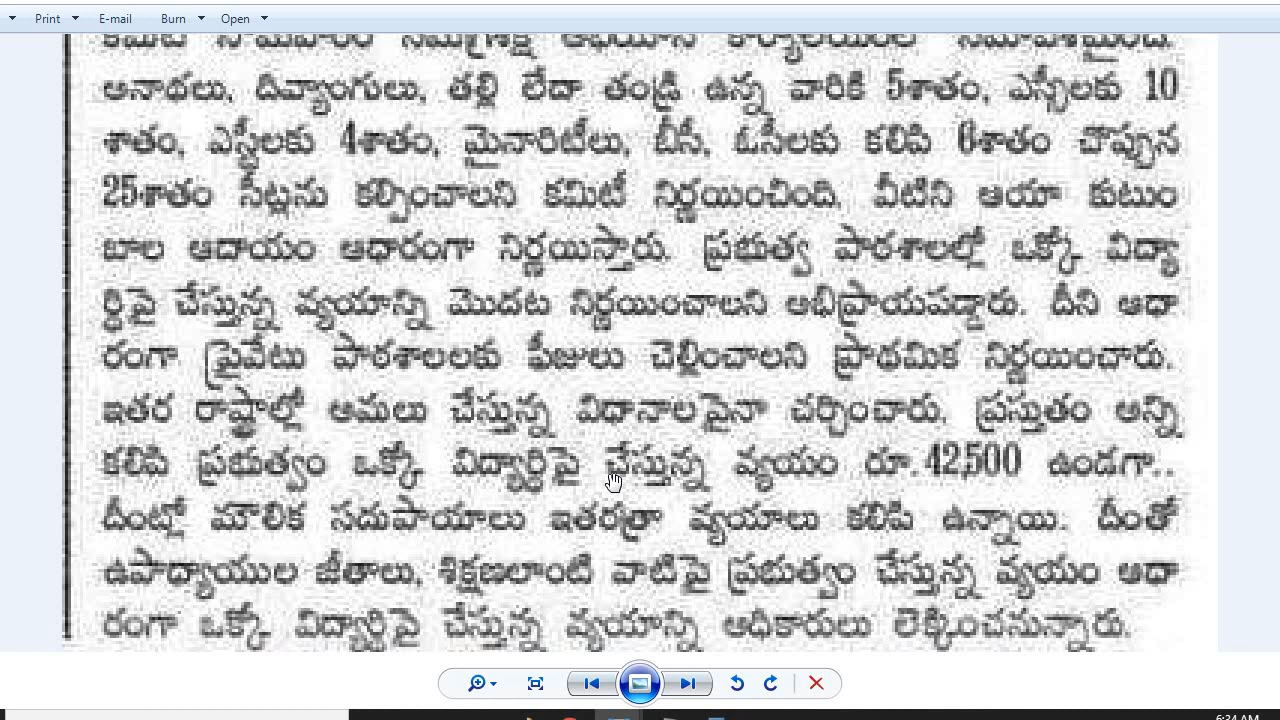 Print E-mail Burn Open
అనాథలు, దివ్యాంగులు, తల్లి లేదా తండ్రి ఉన్న వారికి 5శాతం, ఎస్సీలకు 10
శాతం, ఎస్టీలకు 4శాతం, మైనారిటీలు, బీసీ, ఓసీలకు కలిపి 6శాతం చొప్పున
25శాతం సీట్లను కల్పించాలని కమిటీ నిర్ణయించింది. వీటిని ఆయా కుటుం
బాల ఆదాయం ఆధారంగా నిర్ణయిస్తారు. ప్రభుత్వ పాఠశాలల్లో ఒక్కో విద్యా
ర్థిపై చేస్తున్న వ్యయాన్ని మొదట నిర్ణయించాలని అభిప్రాయపడ్డారు. దీని ఆధా
రంగా ప్రైవేటు పాఠశాలలకు ఫీజులు చెల్లించాలని ప్రాథమిక నిర్ణయించారు.
ఇతర రాష్ట్రాల్లో అమలు చేస్తున్న విధానాలపైనా చర్చించారు. ప్రస్తుతం అన్ని
కలిపి ప్రభుత్వం ఒక్కో విద్యార్థిపై చేస్తున్న వ్యయం రూ.42,500 ఉండగా..
దీంట్లో మౌలిక సదుపాయాలు ఇతరత్రా వ్యయాలు కలిపి ఉన్నాయి. దీంతో
ఉపాధ్యాయుల జీతాలు, శిక్షణలాంటి వాటిపై ప్రభుత్వం చేస్తున్న వ్యయం ఆధా
రంగా ఒక్కో విద్యార్థిపై చేస్తున్న వ్యయాన్ని అధికారులు లెక్కించనున్నారు.